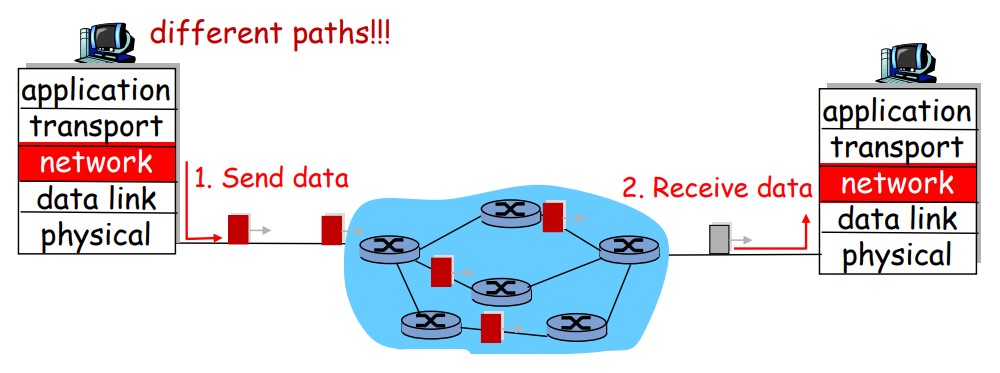 different paths!!!
application
transport
network
data link
physical
1. Send data
2. Receive data
application
transport
network
data link
physical